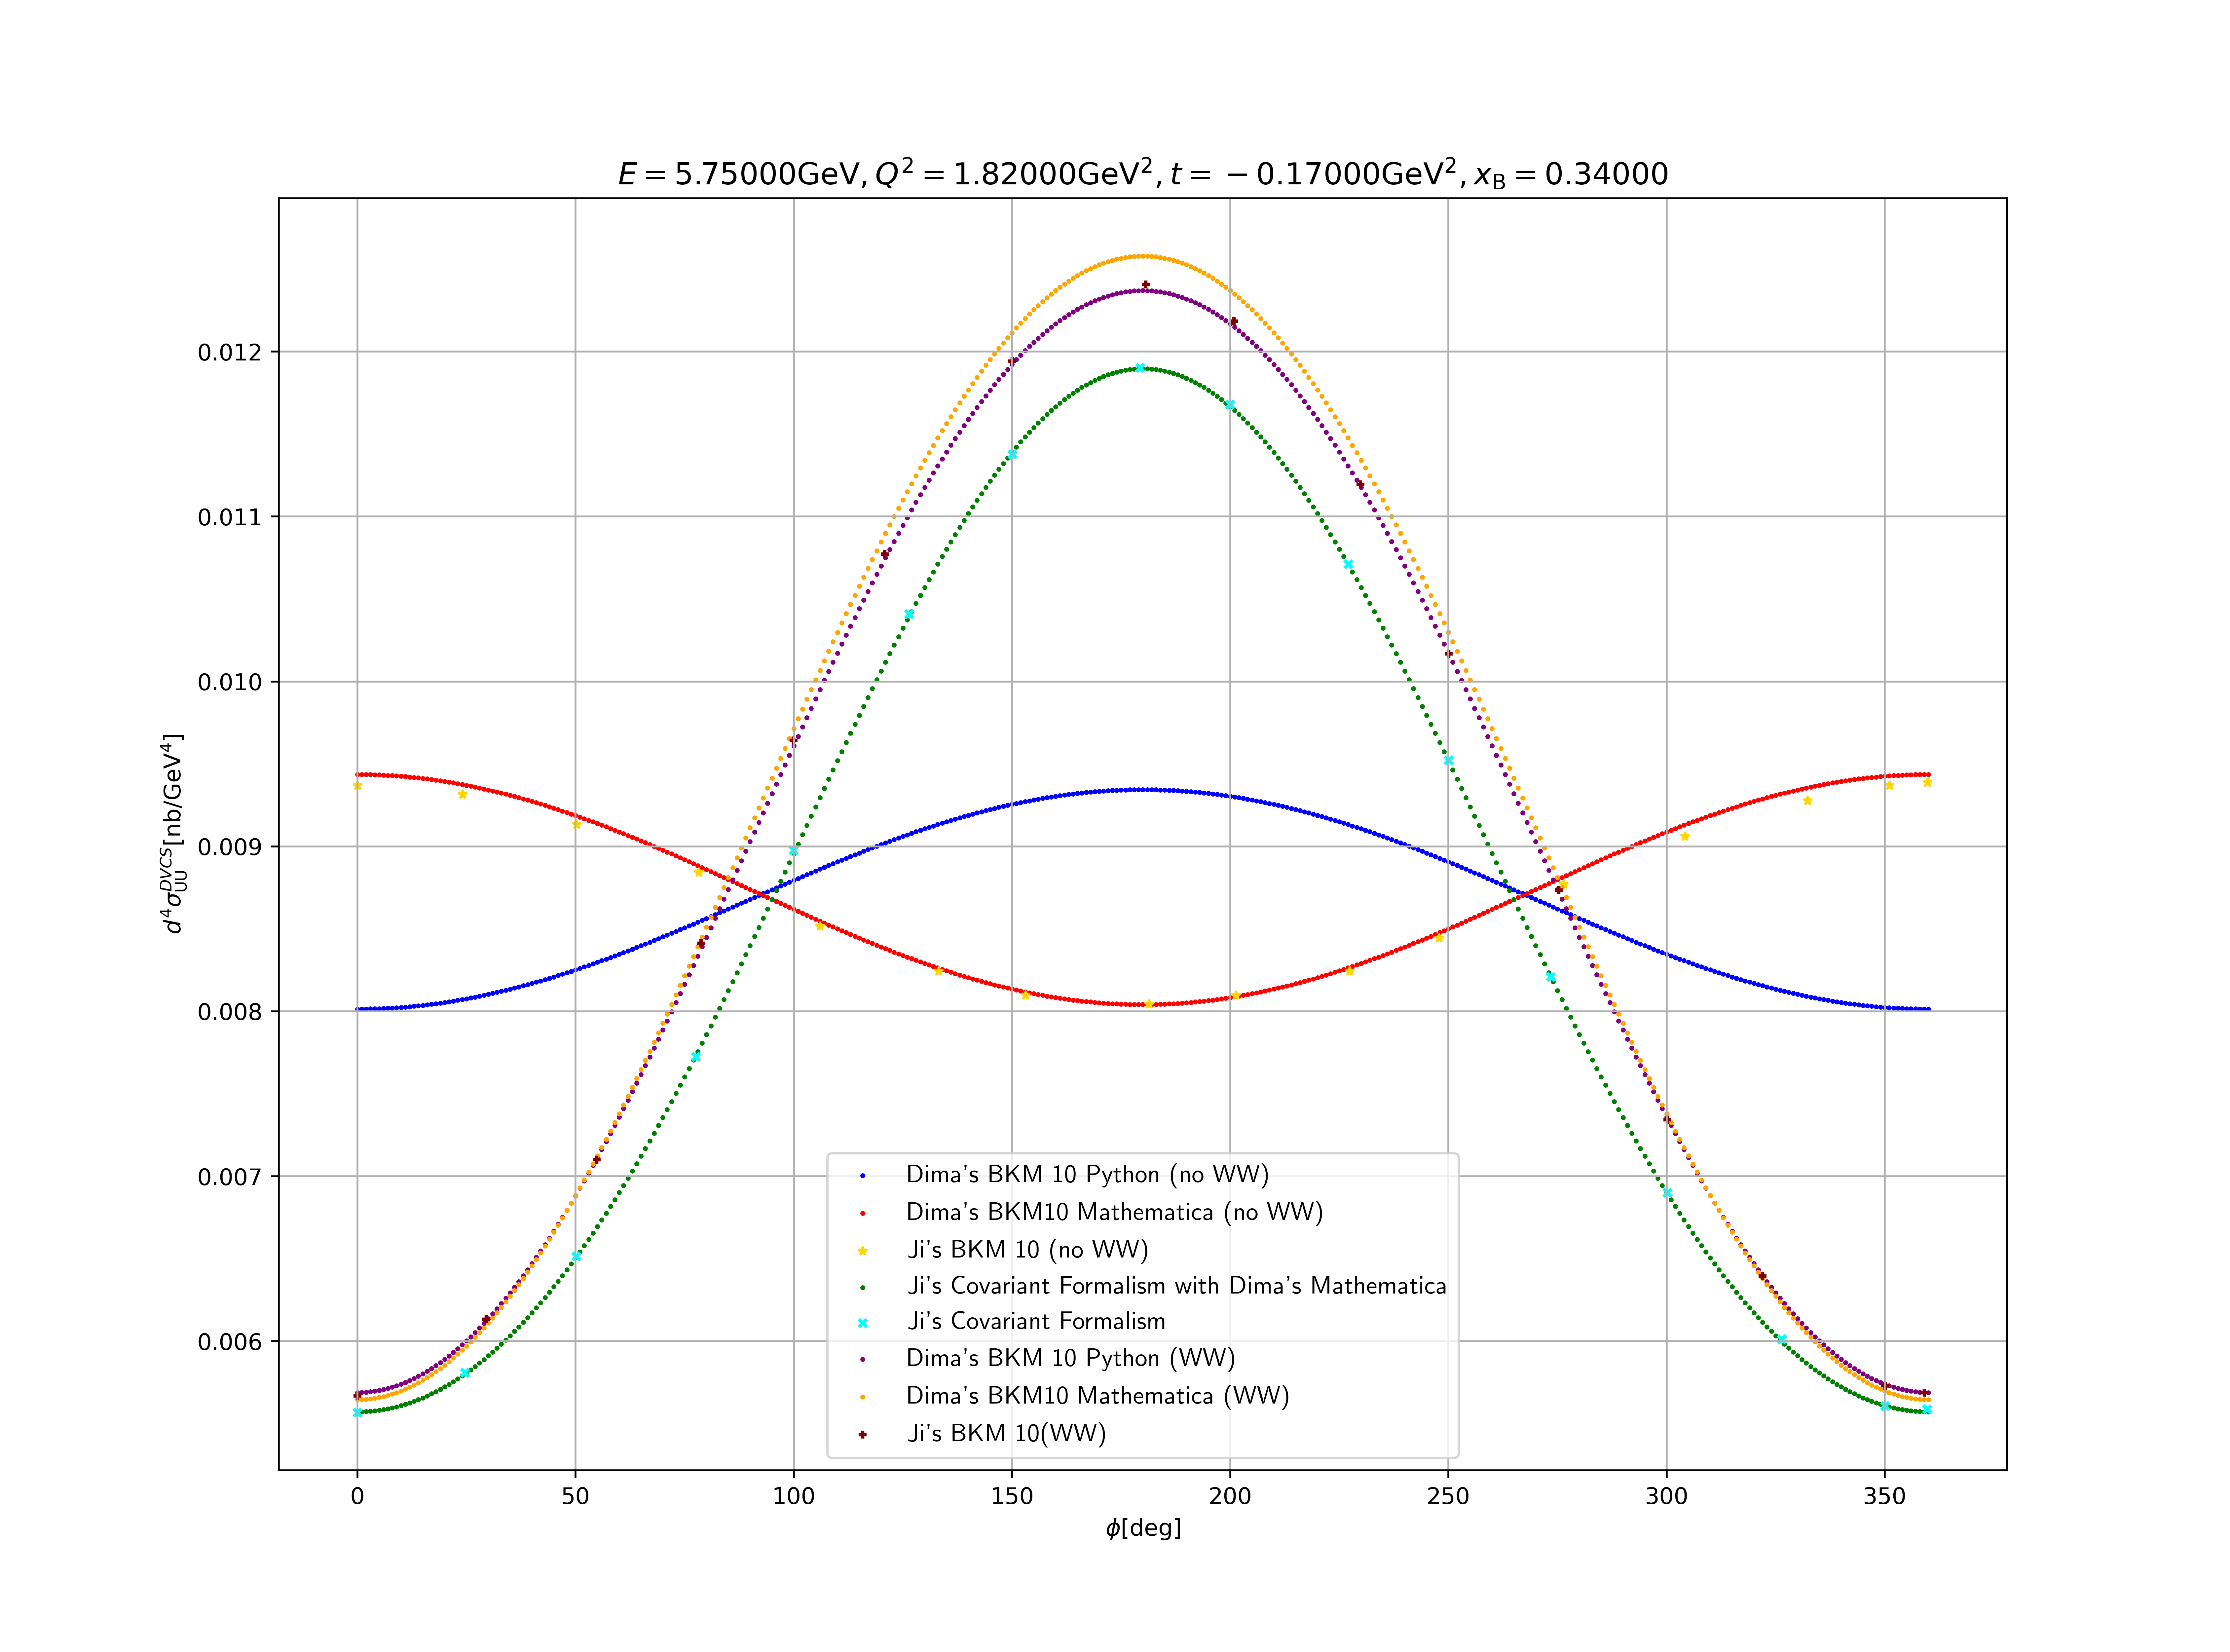 E = 5.75000GeV, Q² = 1.82000GeV², t = −0.17000GeV², x_B = 0.34000
d⁴σ_UU^DVCS[nb/GeV⁴]
0.012
0.011
0.010
0.009
0.008
0.007
0.006
Dima's BKM 10 Python (no WW)
Dima's BKM10 Mathematica (no WW)
Ji's BKM 10 (no WW)
Ji's Covariant Formalism with Dima's Mathematica
Ji's Covariant Formalism
Dima's BKM 10 Python (WW)
Dima's BKM10 Mathematica (WW)
Ji's BKM 10(WW)
0 50 100 150 200 250 300 350
ϕ[deg]